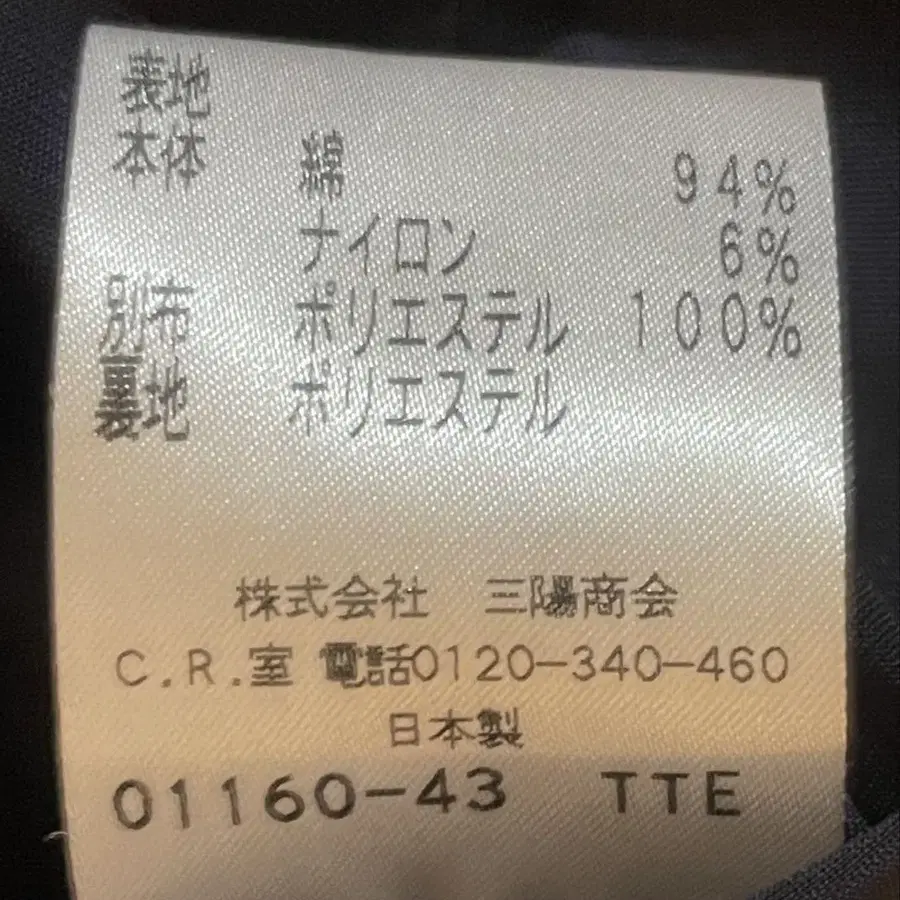 表地
本体 綿 94%
ナイロン 6%
別布 ポリエステル 100%
裏地 ポリエステル
株式会社 三陽商会
C.R.室 電話0120-340-460
日本製
01160-43 TTE